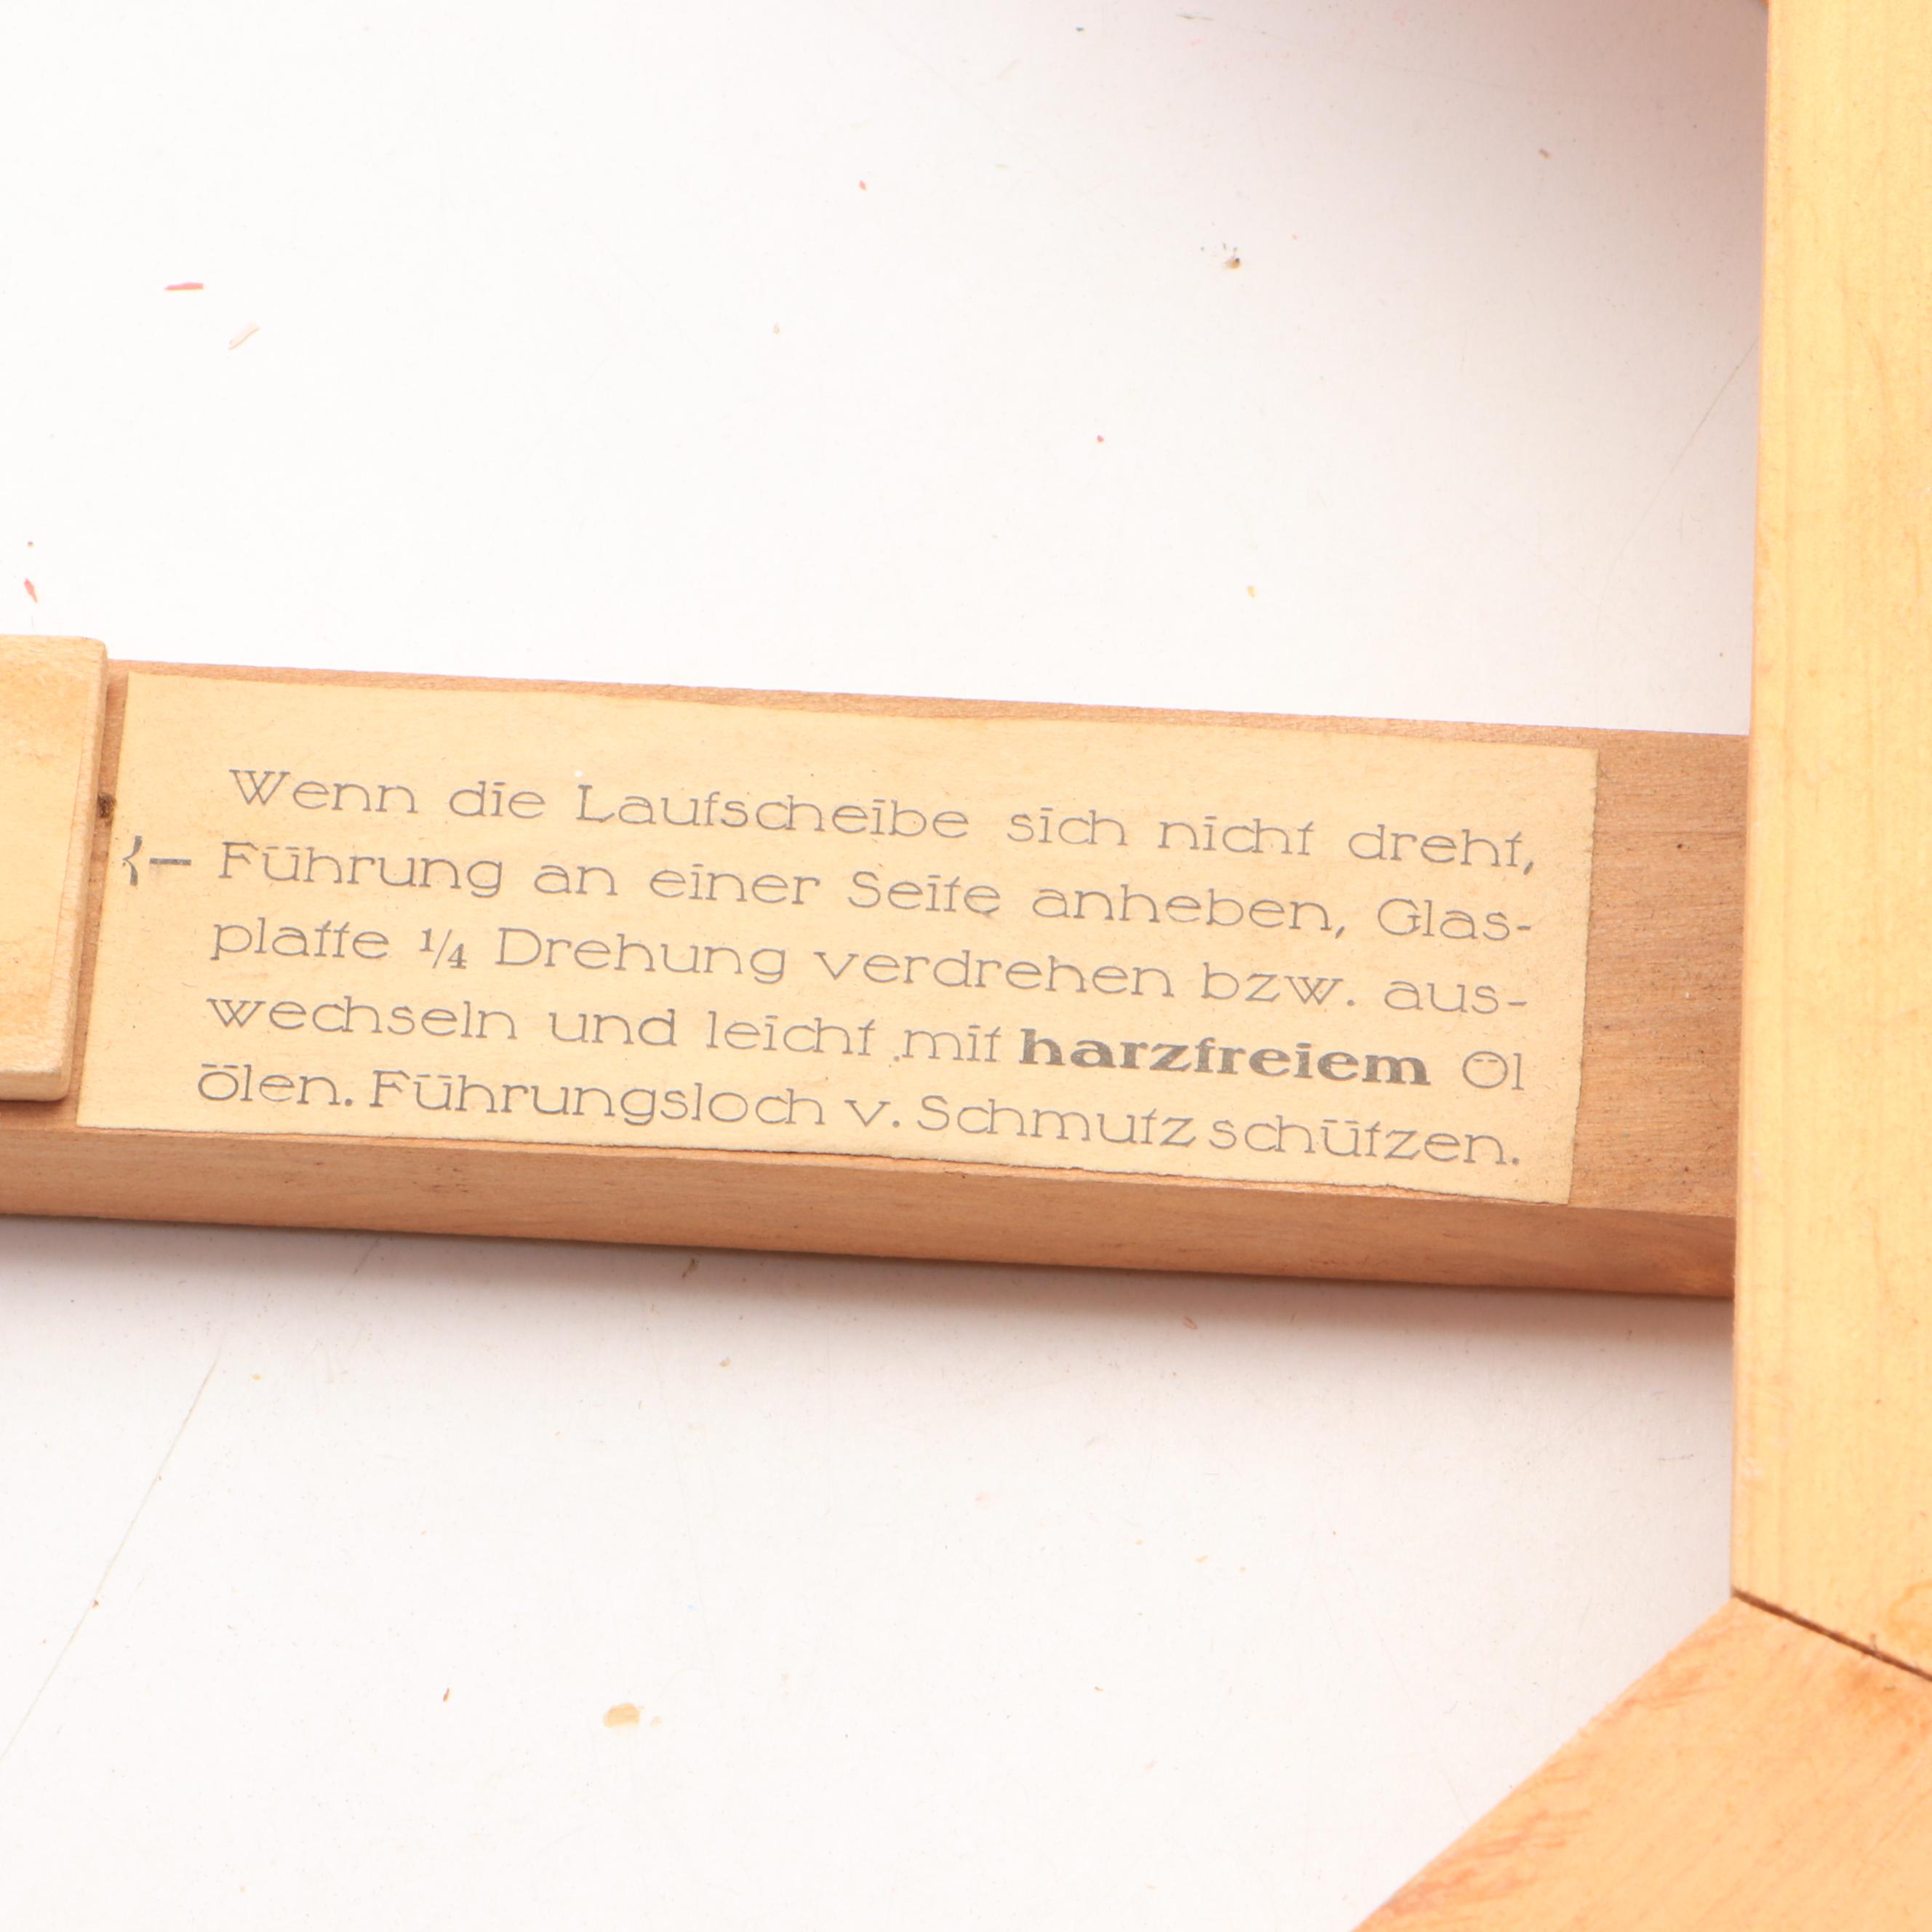 Wenn die Laufscheibe sich nicht dreht,
Führung an einer Seite anheben, Glas-
platte 1/4 Drehung verdrehen bzw. aus-
wechseln und leicht mit harzfreiem Öl
ölen. Führungsloch v. Schmutz schützen.